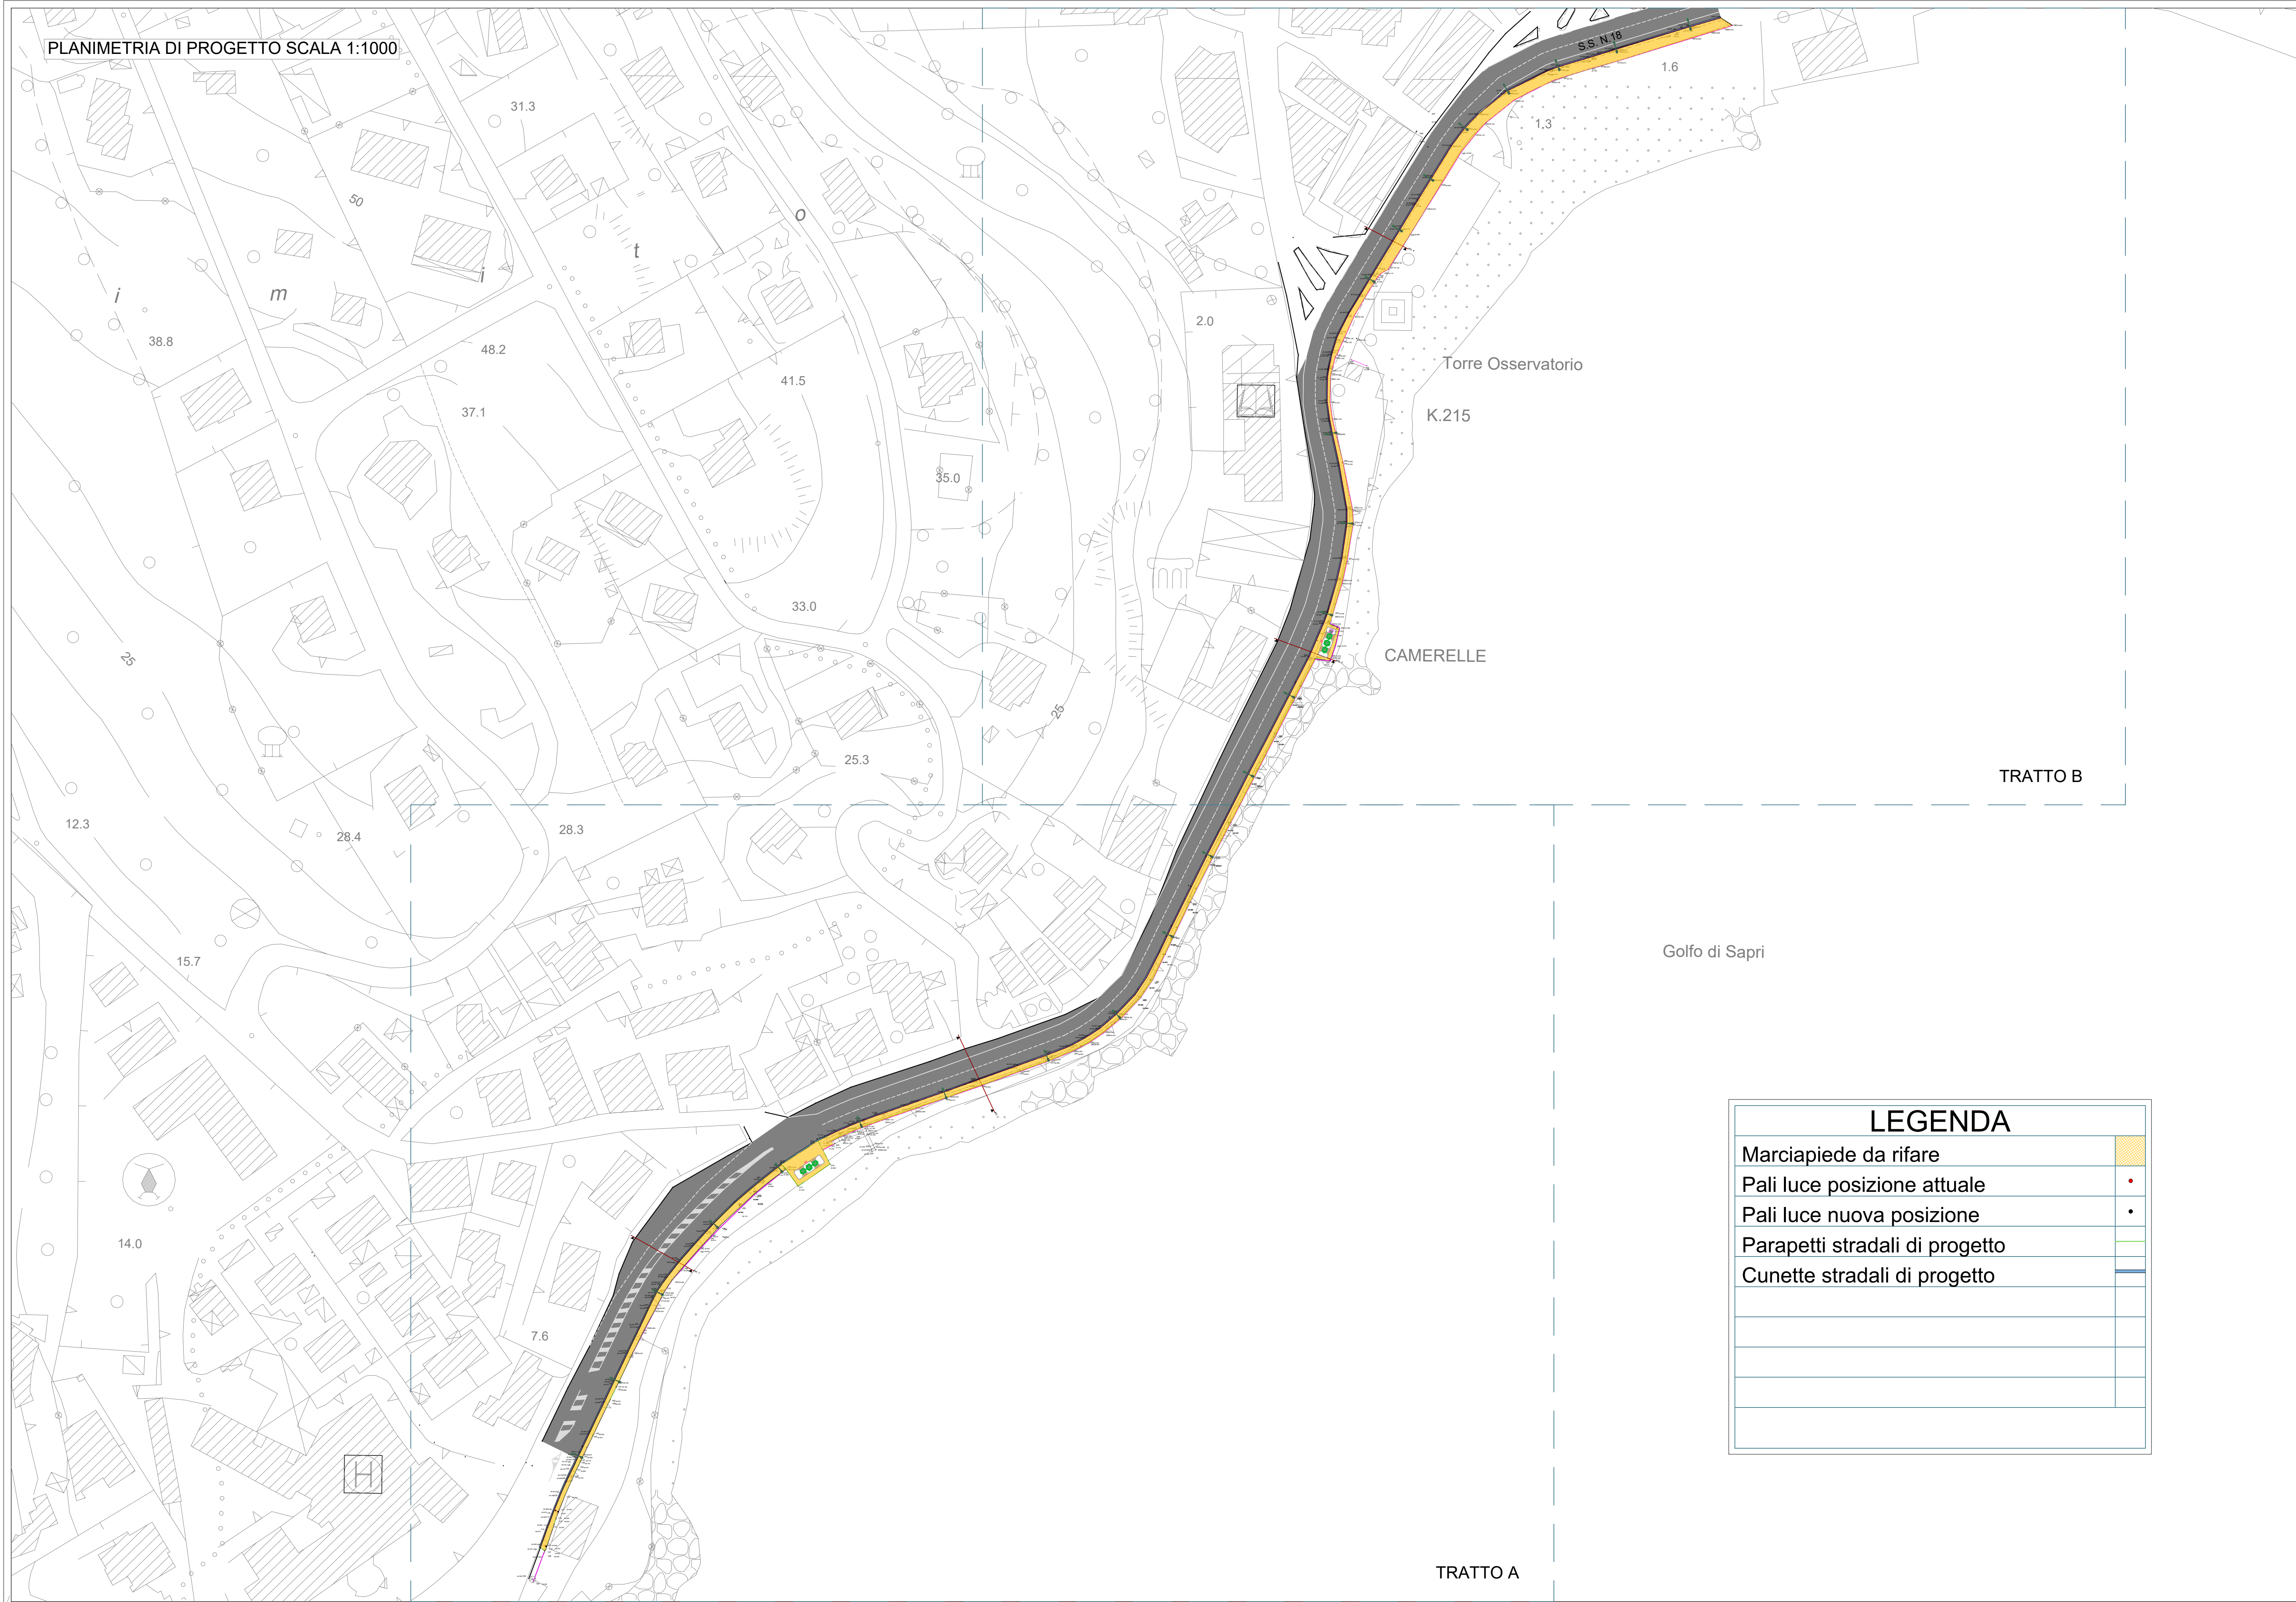 PLANIMETRIA DI PROGETTO SCALA 1:1000
S.S. N.18
1.6
31.3
1.3
50
t
o
i
i
m
2.0
38.8
48.2
Torre Osservatorio
41.5
37.1
K.215
35.0
33.0
25
CAMERELLE
25
25.3
TRATTO B
12.3
28.3
28.4
Golfo di Sapri
15.7
LEGENDA
Marciapiede da rifare
Pali luce posizione attuale
Pali luce nuova posizione
14.0
Parapetti stradali di progetto
Cunette stradali di progetto
7.6
H
TRATTO A